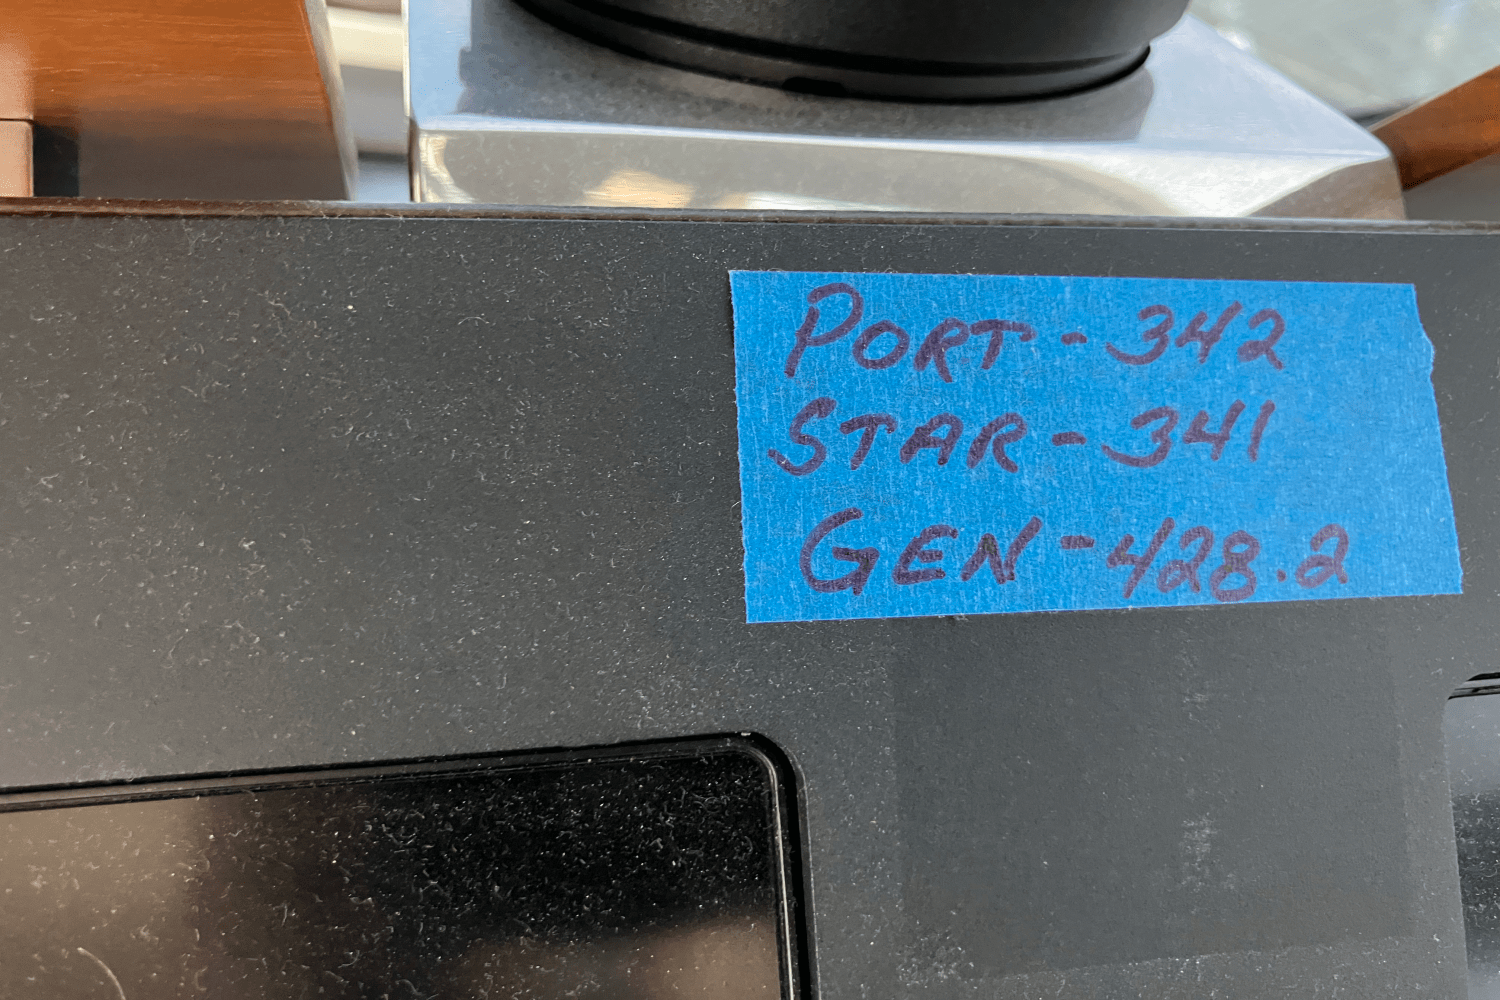 PORT - 342
STAR - 341
GEN - 428.2